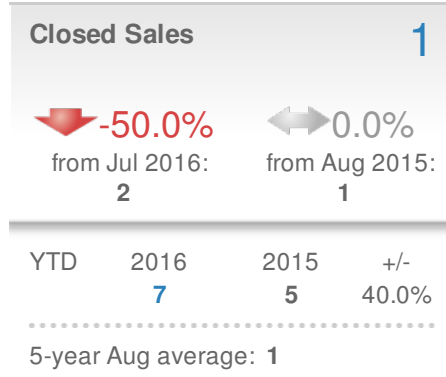 Closed Sales 1
-50.0% 0.0%
from Jul 2016: from Aug 2015:
2 1
YTD 2016 2015 +/-
7 5 40.0%
5-year Aug average: 1